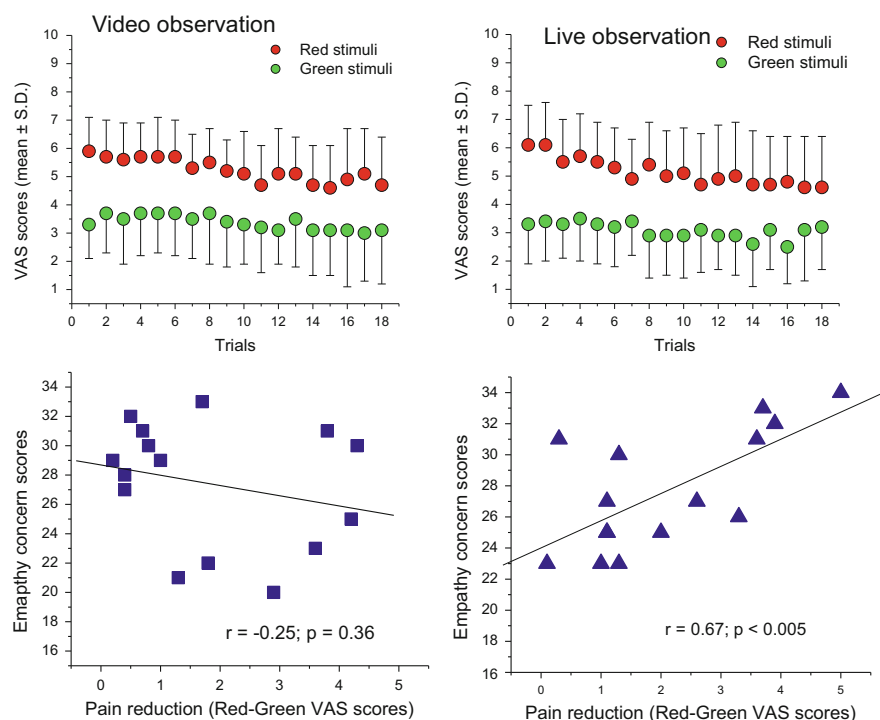 Video observation
Red stimuli
Green stimuli
VAS scores (mean ± S.D.)
10
9
8
7
6
5
4
3
2
1
0 2 4 6 8 10 12 14 16 18
Trials
Live observation
Red stimuli
Green stimuli
VAS scores (mean ± S.D.)
10
9
8
7
6
5
4
3
2
1
0 2 4 6 8 10 12 14 16 18
Trials
Emapthy concern scores
34
32
30
28
26
24
22
20
18
16
r = -0.25; p = 0.36
0 1 2 3 4 5
Pain reduction (Red-Green VAS scores)
Empathy concern scores
34
32
30
28
26
24
22
20
18
16
r = 0.67; p < 0.005
0 1 2 3 4 5
Pain reduction (Red-Green VAS scores)